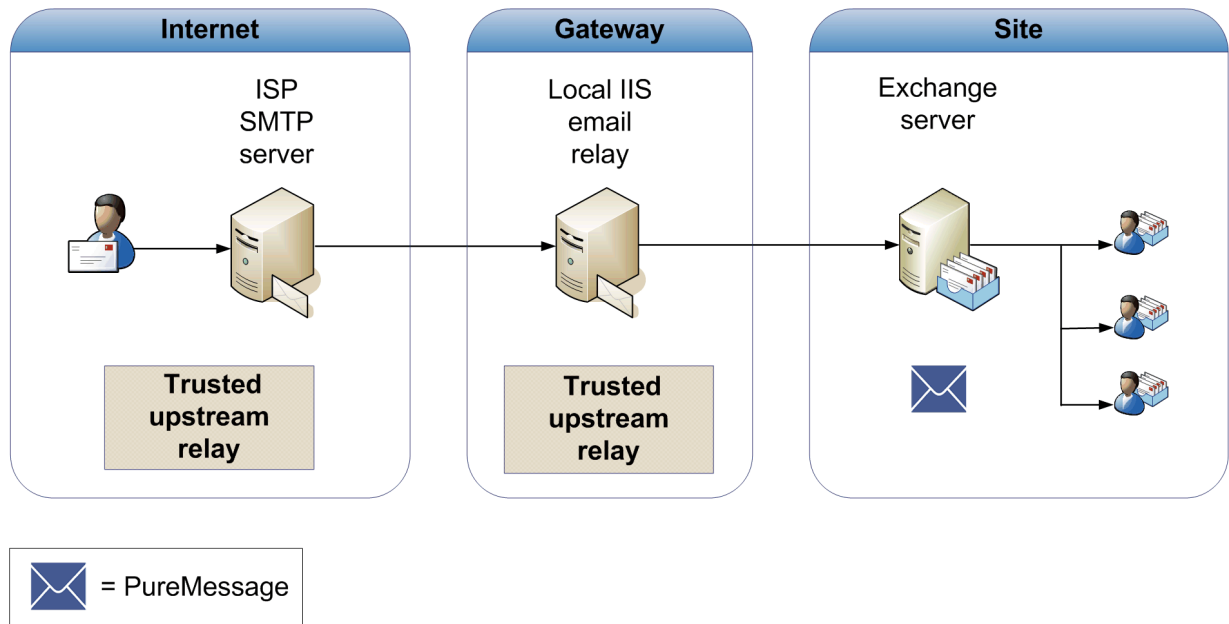 Internet
ISP
SMTP
server
Trusted
upstream
relay
Gateway
Local IIS
email
relay
Trusted
upstream
relay
Site
Exchange
server
= PureMessage